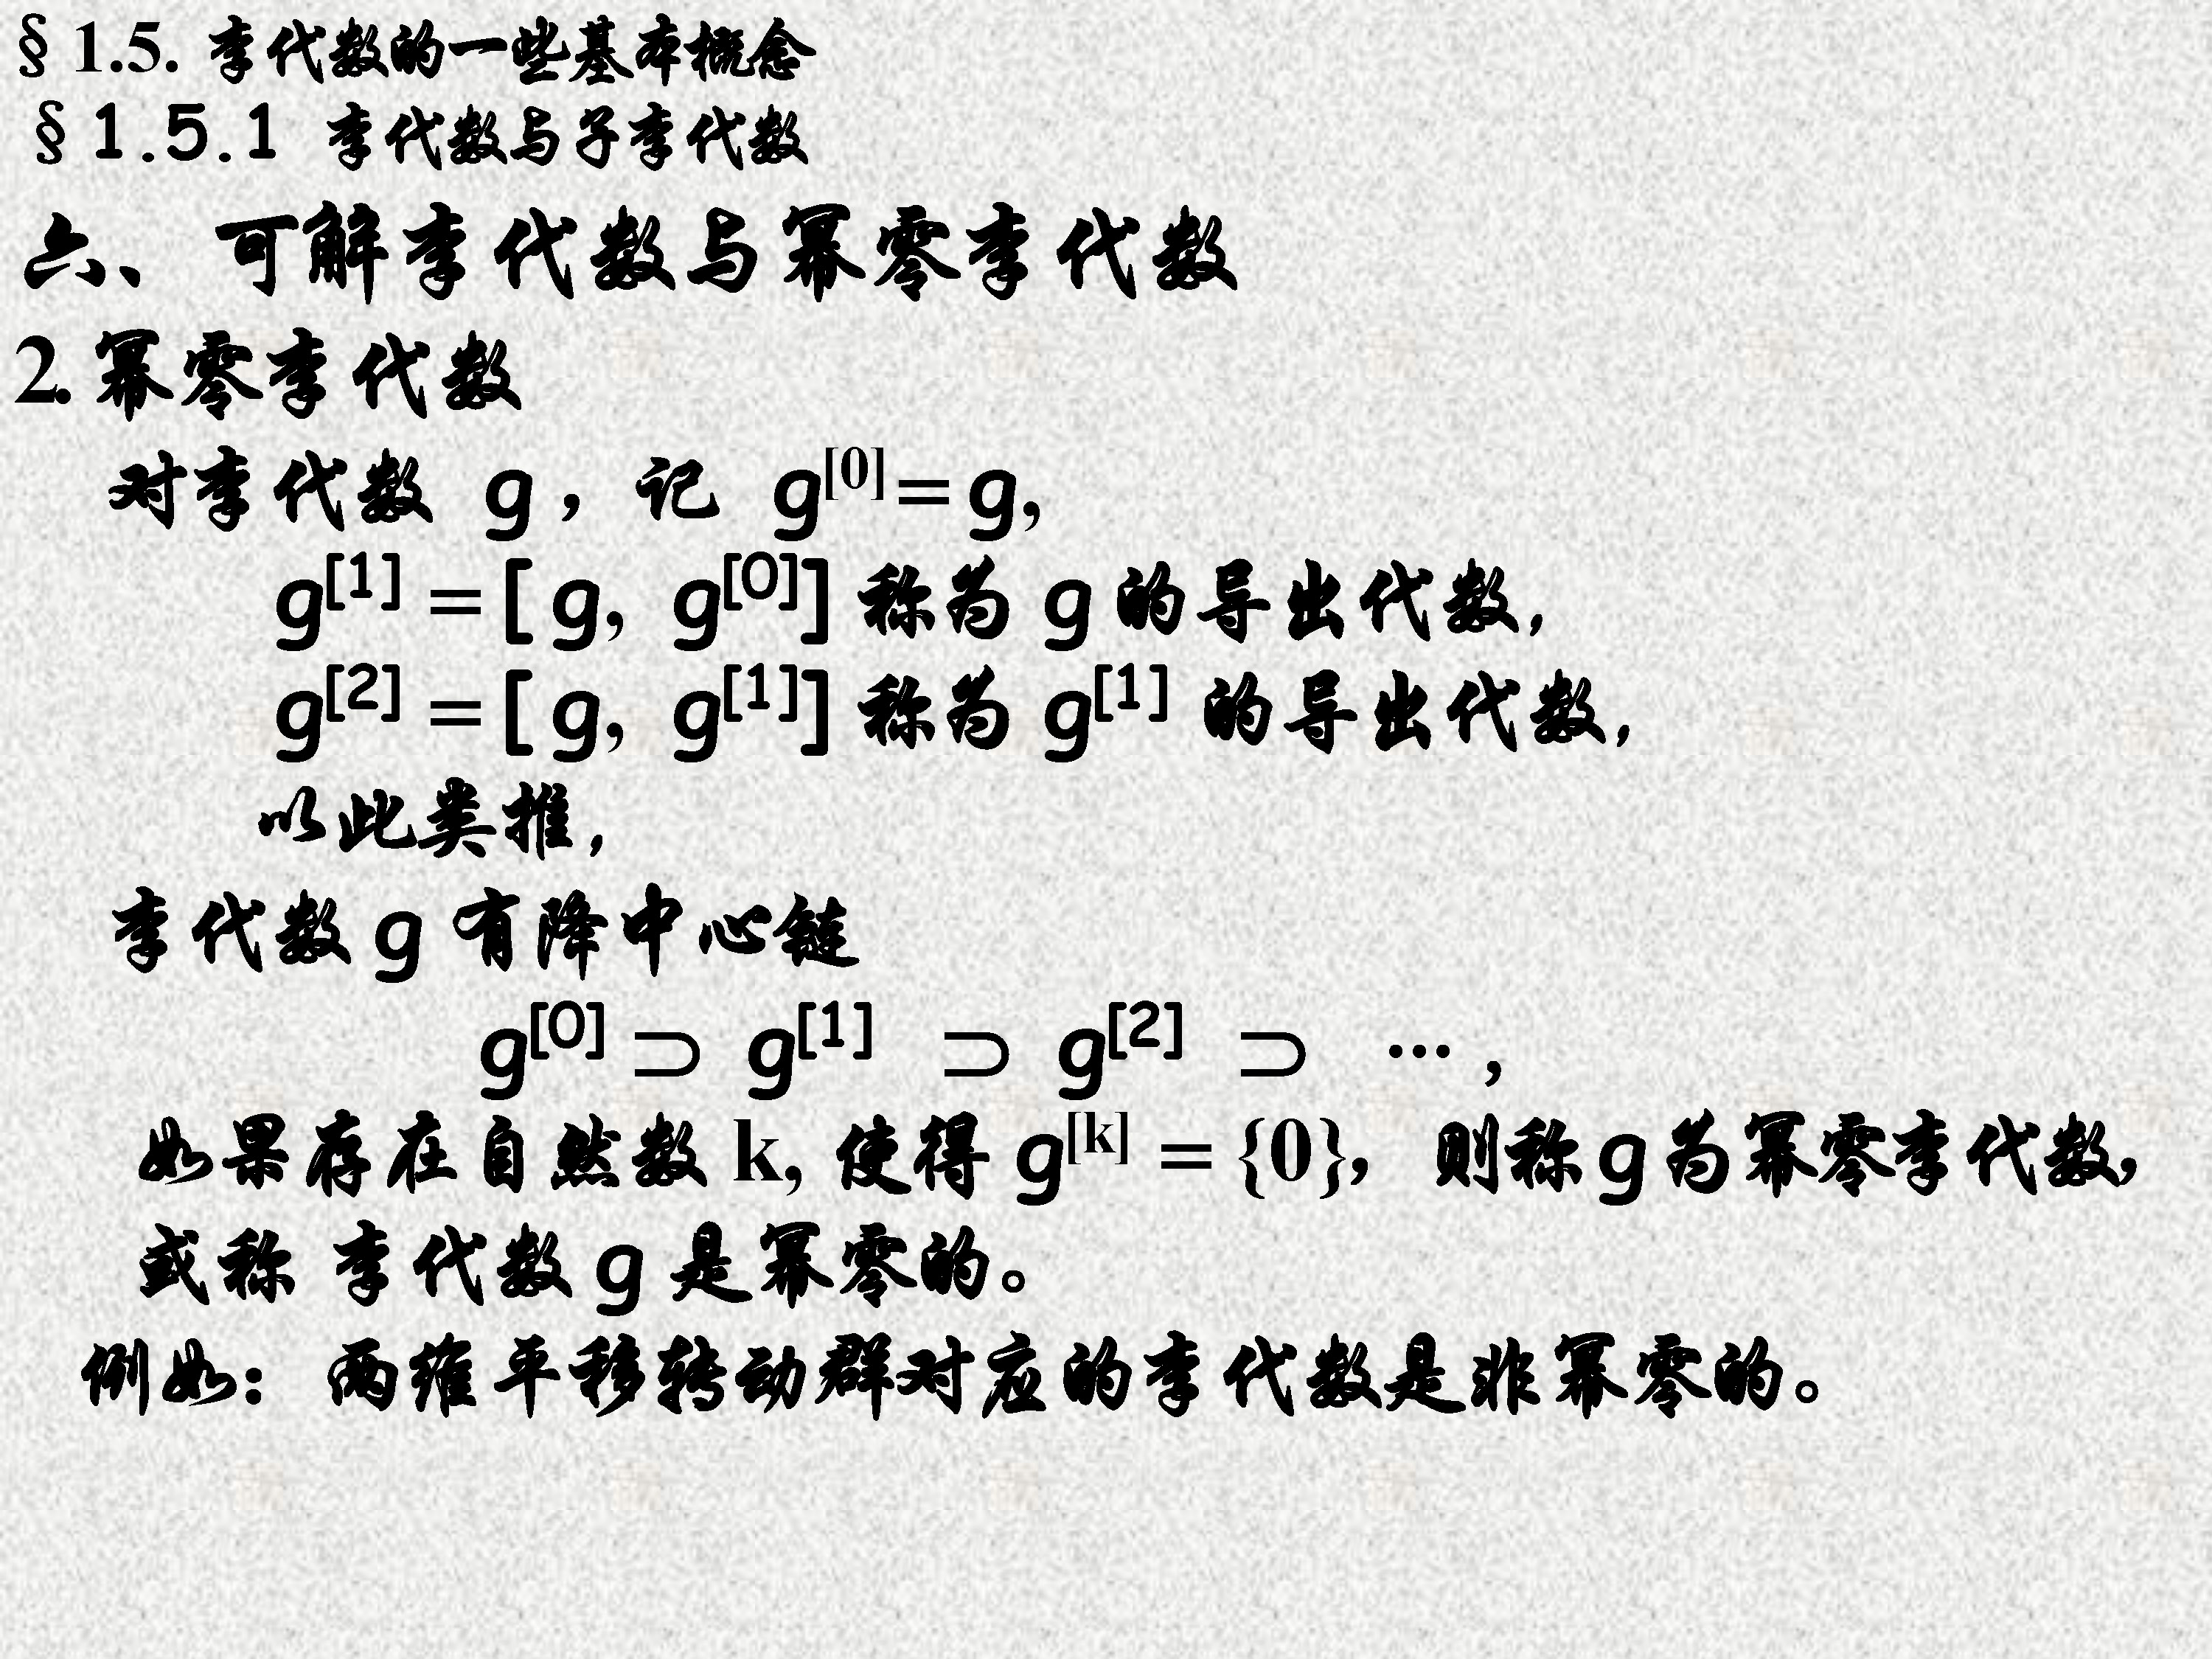 § 1.5. 李代数的一些基本概念
§1.5.1 李代数与子李代数
六、 可解李代数与幂零李代数
2. 幂零李代数
对李代数 g , 记 g^[0] = g,
g^[1] = [ g, g^[0]] 称为 g 的导出代数,
g^[2] = [ g, g^[1]] 称为 g^[1] 的导出代数,
以此类推,
李代数 g 有降中心链
g^[0] ⊃ g^[1] ⊃ g^[2] ⊃ … ,
如果存在自然数 k, 使得 g^[k] = {0}, 则称 g 为幂零李代数,
或称 李代数 g 是幂零的。
例如: 两维平移转动群对应的李代数是非幂零的。